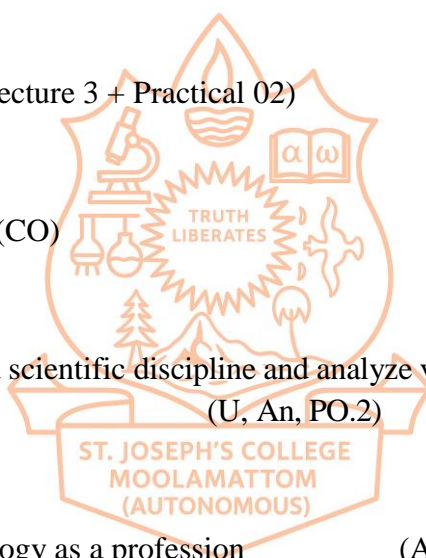 ecture 3 + Practical 02)
α ω
(CO)
TRUTH
LIBERATES
scientific discipline and analyze v
(U, An, PO.2)
ST. JOSEPH'S COLLEGE
MOOLAMATTOM
(AUTONOMOUS)
ogy as a profession (A